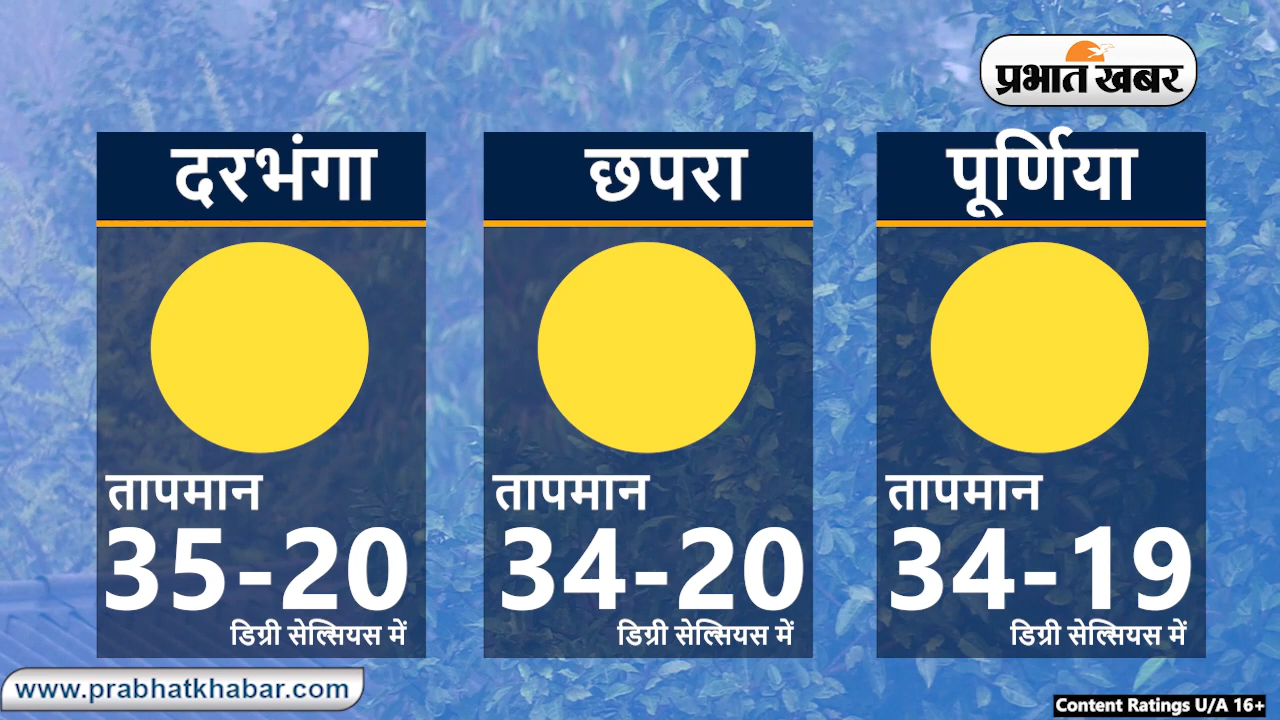 प्रभात खबर
दरभंगा
तापमान
35-20
डिग्री सेल्सियस में
छपरा
तापमान
34-20
डिग्री सेल्सियस में
पूर्णिया
तापमान
34-19
डिग्री सेल्सियस में
www.prabhatkhabar.com
Content Ratings U/A 16+